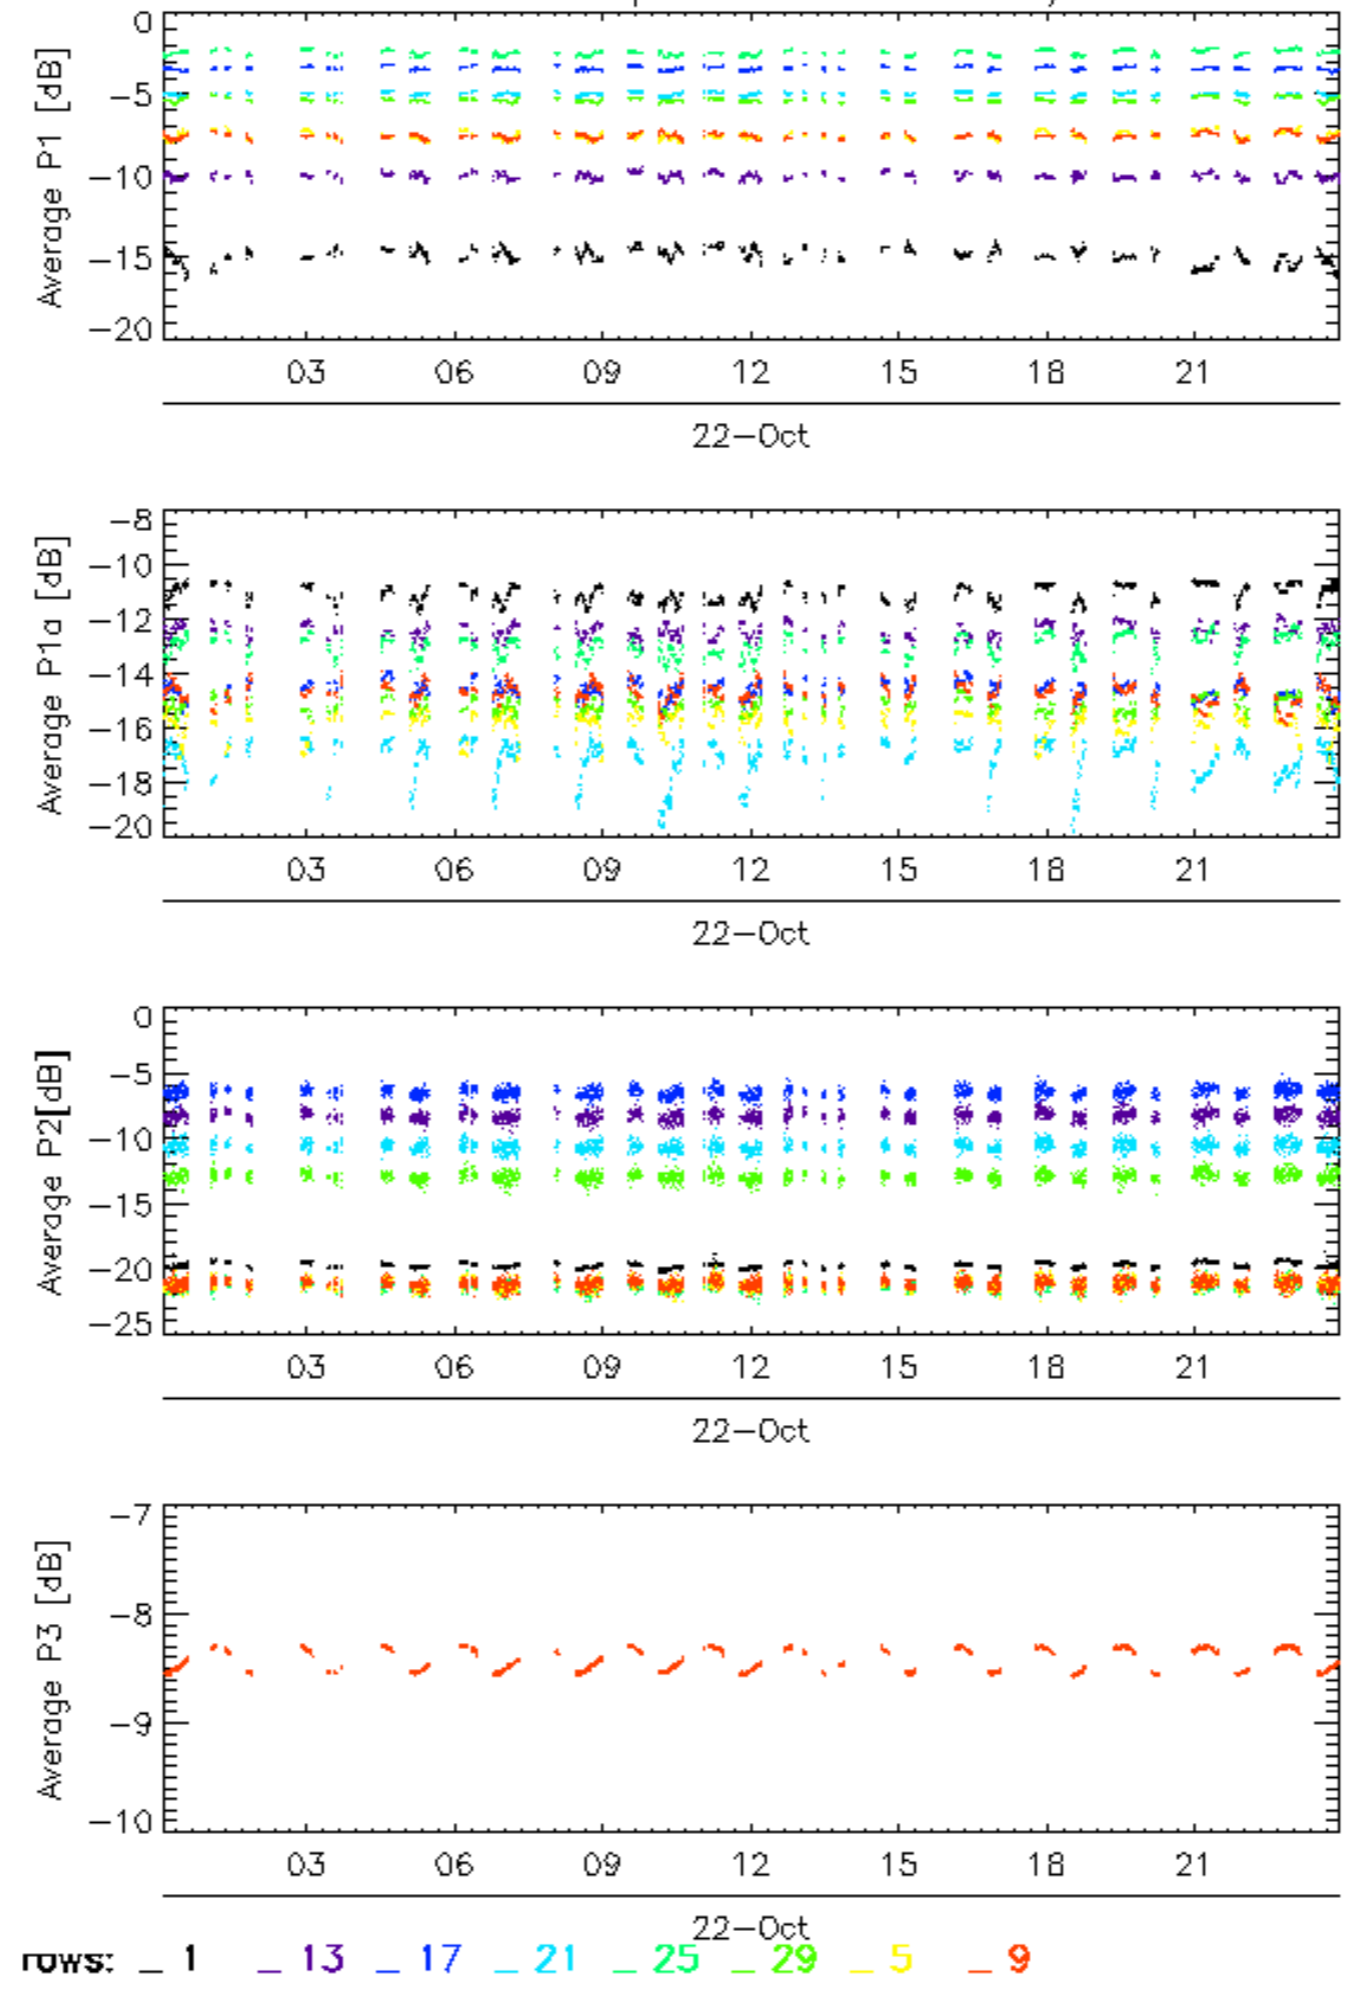 0
−5
−10
−15
−20
Average P1 [dB]
03 06 09 12 15 18 21
22−Oct
−8
−10
−12
−14
−16
−18
−20
Average P1a [dB]
03 06 09 12 15 18 21
22−Oct
0
−5
−10
−15
−20
−25
Average P2[dB]
03 06 09 12 15 18 21
22−Oct
−7
−8
−9
−10
Average P3 [dB]
03 06 09 12 15 18 21
22−Oct
rows: _ 1 _ 13 _ 17 _ 21 _ 25 _ 29 _ 5 _ 9